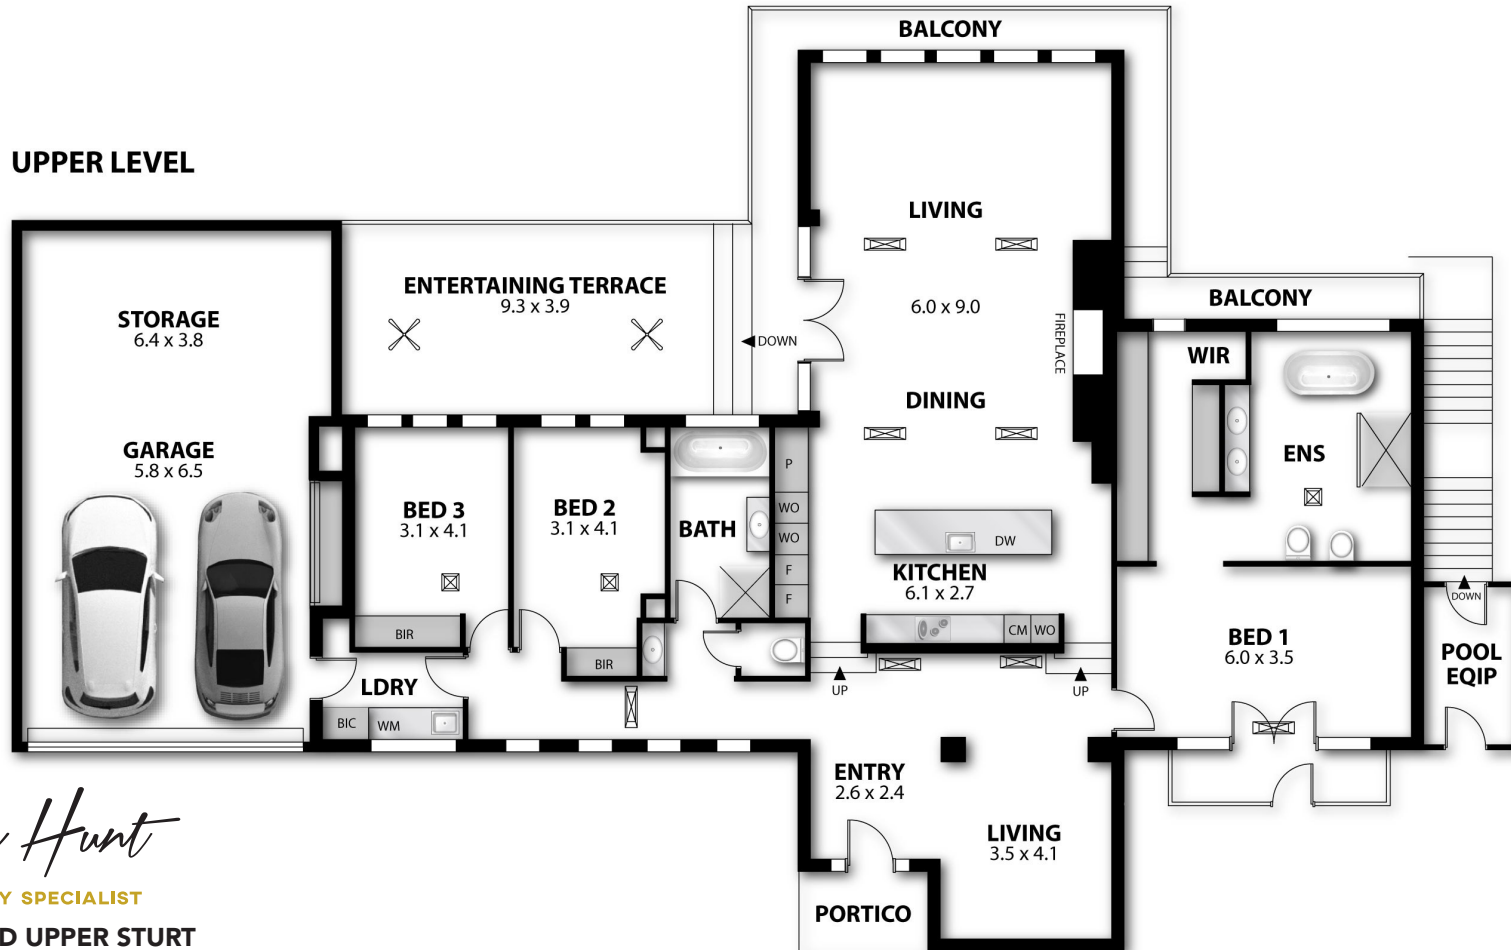 BALCONY
UPPER LEVEL
LIVING
ENTERTAINING TERRACE
9.3 x 3.9
STORAGE
6.4 x 3.8
6.0 x 9.0
BALCONY
DOWN
FIREPLACE
WIR
DINING
GARAGE
5.8 x 6.5
ENS
P
BED 3
3.1 x 4.1
BED 2
3.1 x 4.1
BATH
WO
WO
DW
F
F
KITCHEN
6.1 x 2.7
DOWN
BIR
BIR
CM WO
BED 1
6.0 x 3.5
POOL
EQIP
LDRY
UP
UP
BIC
WM
ENTRY
2.6 x 2.4
LIVING
3.5 x 4.1
Hunt
Y SPECIALIST
PORTICO
D UPPER STURT